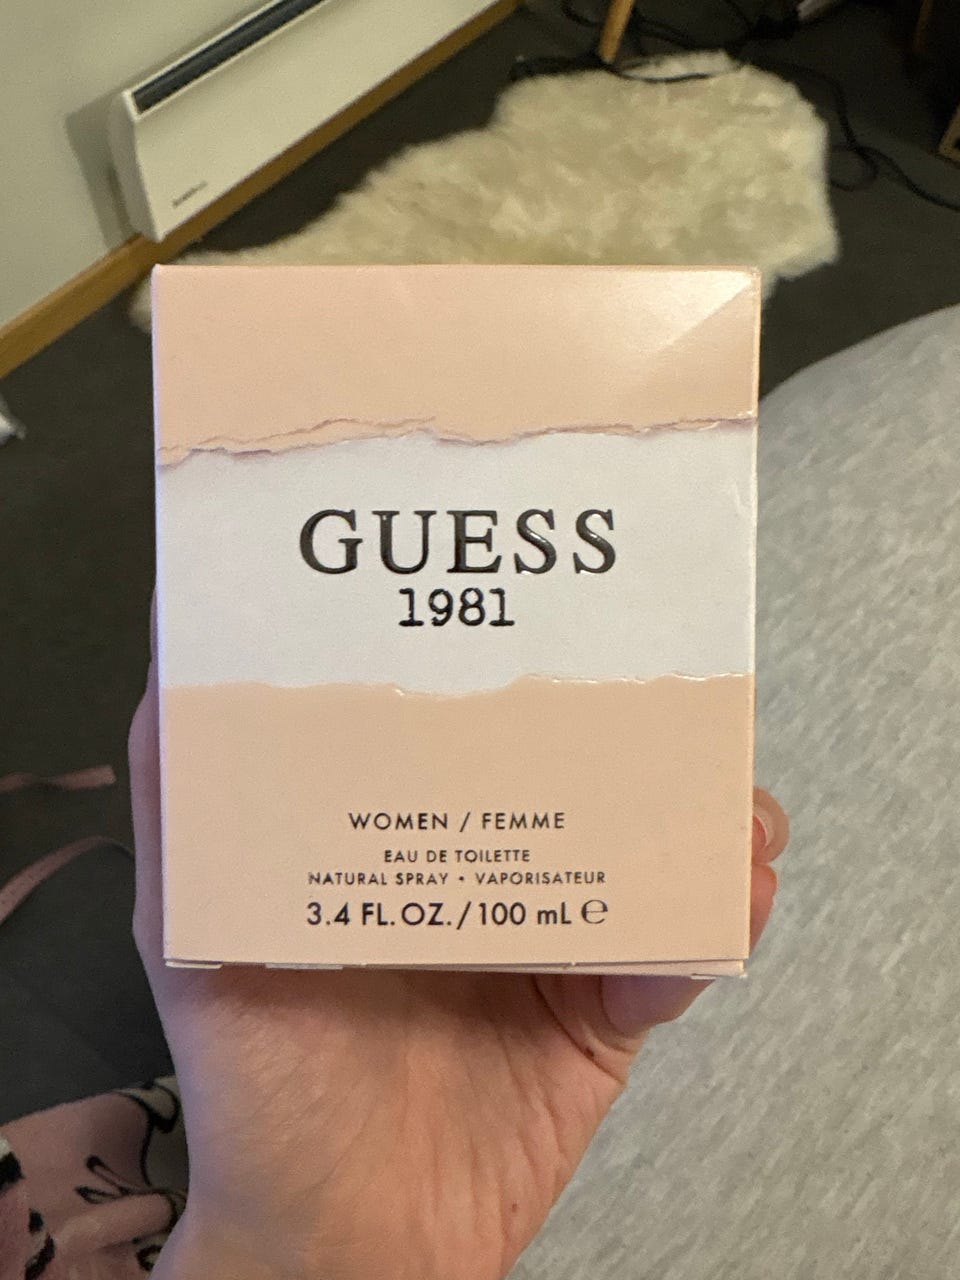 GUESS
1981
WOMEN / FEMME
EAU DE TOILETTE
NATURAL SPRAY • VAPORISATEUR
3.4 FL. OZ. / 100 mL ℮